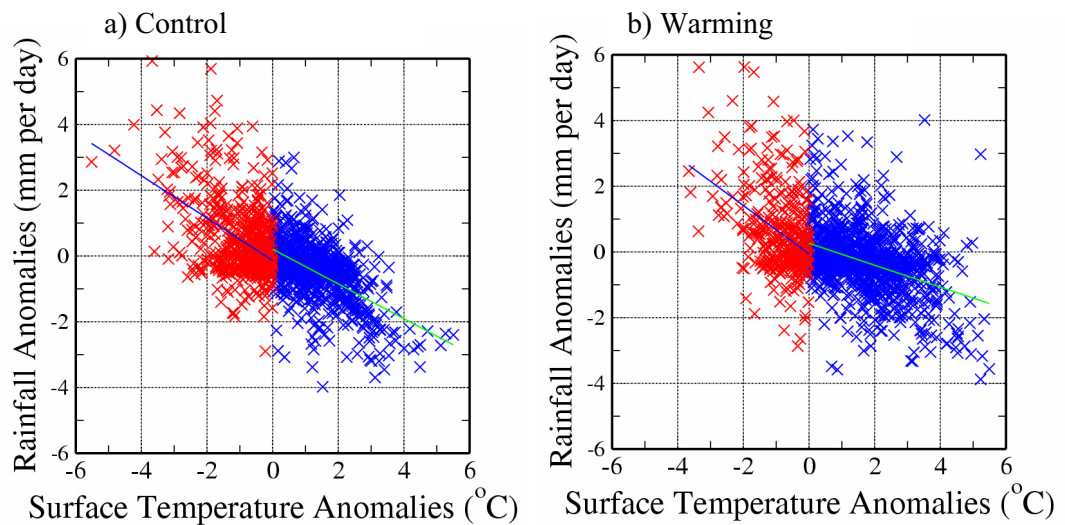 a) Control
Rainfall Anomalies (mm per day)
6
4
2
0
-2
-4
-6
-6 -4 -2 0 2 4 6
Surface Temperature Anomalies (°C)
b) Warming
Rainfall Anomalies (mm per day)
6
4
2
0
-2
-4
-6
-6 -4 -2 0 2 4 6
Surface Temperature Anomalies (°C)